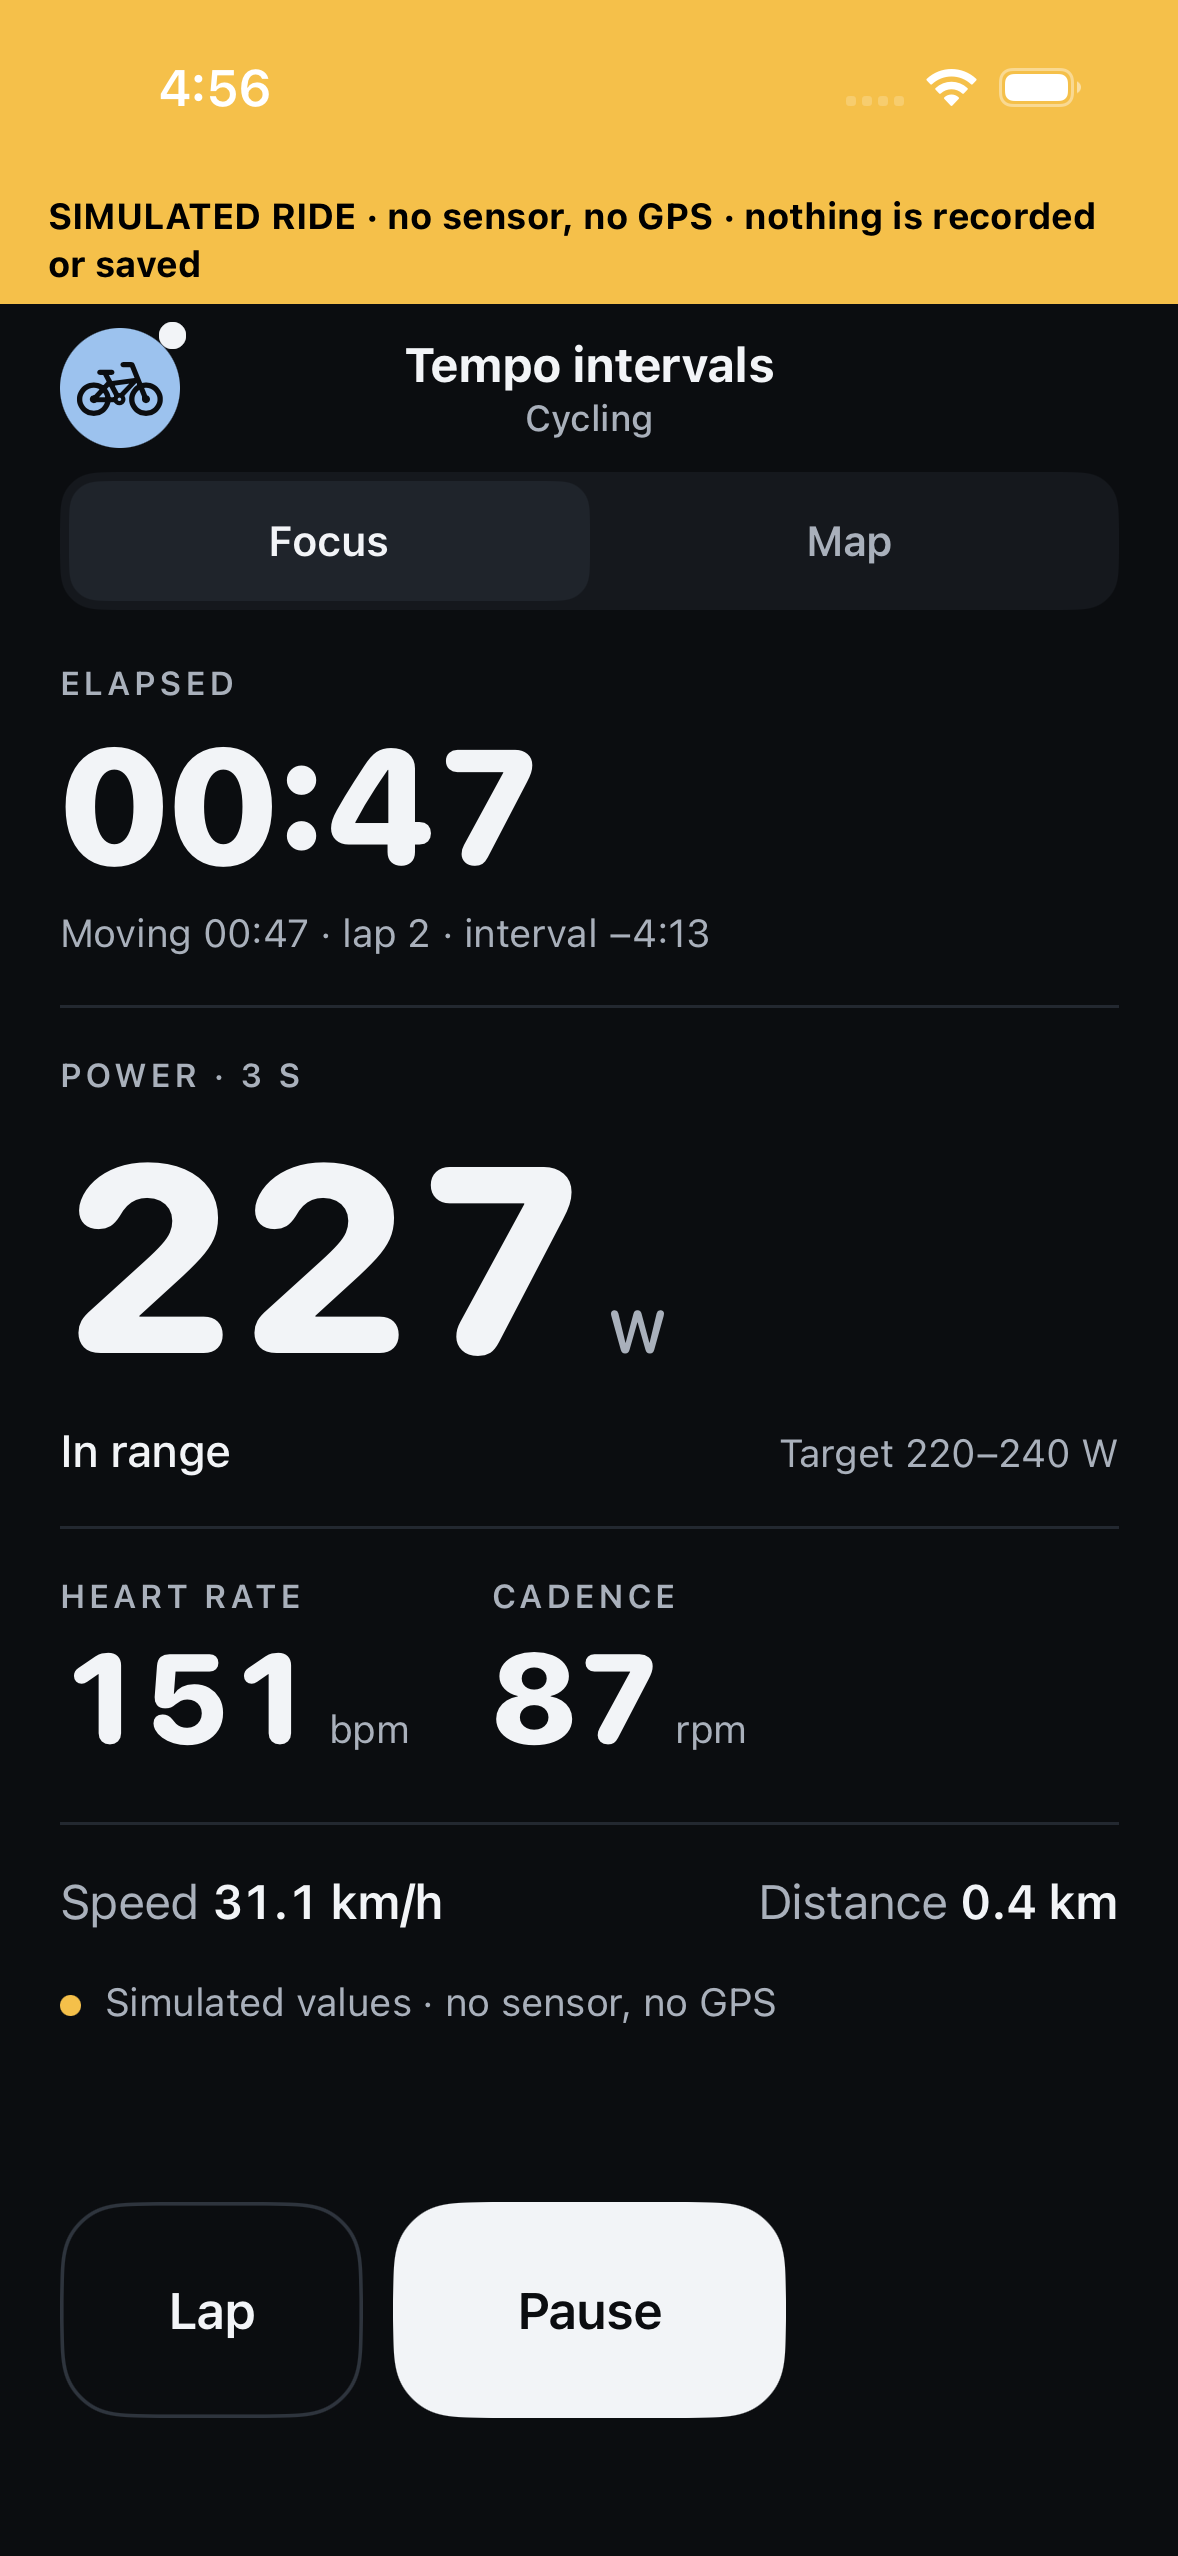 4:56
SIMULATED RIDE · no sensor, no GPS · nothing is recorded
or saved
Tempo intervals
Cycling
Focus
Map
ELAPSED
00:47
Moving 00:47 · lap 2 · interval −4:13
POWER · 3 S
227 W
In range
Target 220–240 W
HEART RATE
CADENCE
151 bpm
87 rpm
Speed 31.1 km/h
Distance 0.4 km
Simulated values · no sensor, no GPS
Lap
Pause